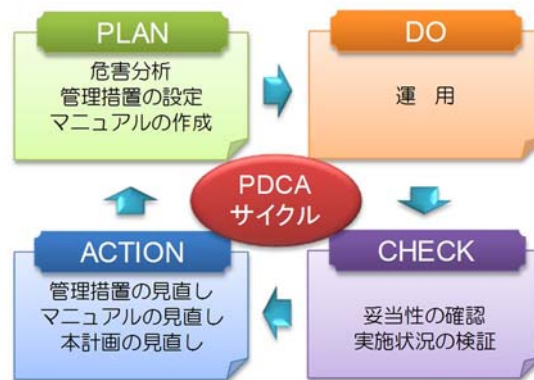 PLAN
危害分析
管理措置の設定
マニュアルの作成
DO
運　用
PDCA
サイクル
ACTION
管理措置の見直し
マニュアルの見直し
本計画の見直し
CHECK
妥当性の確認
実施状況の検証